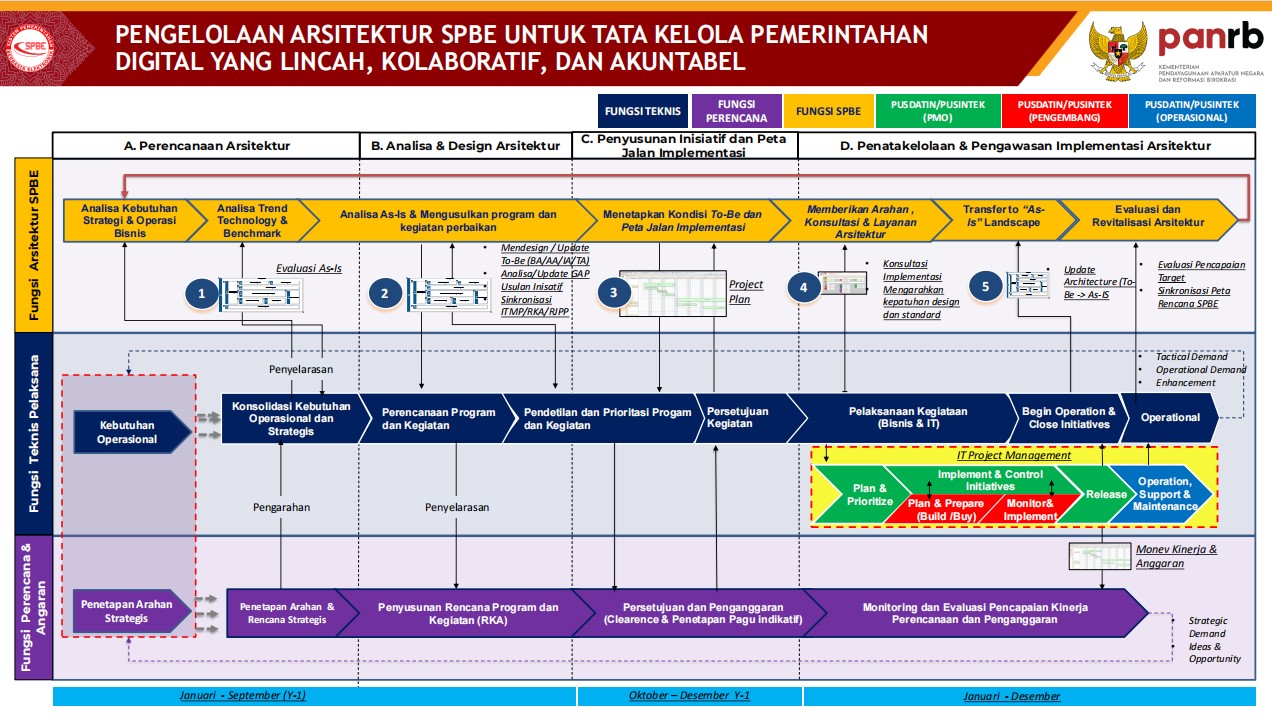 PENGELOLAAN ARSITEKTUR SPBE UNTUK TATA KELOLA PEMERINTAHAN
DIGITAL YANG LINCAH, KOLABORATIF, DAN AKUNTABEL
SPBE
panrb
KEMENTERIAN
PENDAYAGUNAAN APARATUR NEGARA
DAN REFORMASI BIROKRASI
FUNGSI TEKNIS
FUNGSI
PERENCANA
FUNGSI SPBE
PUSDATIN/PUSINTEK
(PMO)
PUSDATIN/PUSINTEK
(PENGEMBANG)
PUSDATIN/PUSINTEK
(OPERASIONAL)
A. Perencanaan Arsitektur
B. Analisa & Design Arsitektur
C. Penyusunan Inisiatif dan Peta
Jalan Implementasi
D. Penatakelolaan & Pengawasan Implementasi Arsitektur
Fungsi Arsitektur SPBE
Analisa Kebutuhan
Strategi & Operasi
Bisnis
Analisa Trend
Technology &
Benchmark
Analisa As-Is & Mengusulkan program dan
kegiatan perbaikan
Menetapkan Kondisi To-Be dan
Peta Jalan Implementasi
Memberikan Arahan ,
Konsultasi & Layanan
Arsitektur
Transfer to "As-
Is" Landscape
Evaluasi dan
Revitalisasi Arsitektur
1
Evaluasi As-Is
2
• Mendesign / Update
To-Be (BA/AA/IA/TA)
• Analisa/Update GAP
• Usulan Inisatif
• Sinkronisasi
ITMP/RKA/RJPP
3
Project
Plan
4
• Konsultasi
Implementasi
• Mengarahkan
kepatuhan design
dan standard
5
• Update
Architecture (To-
Be -> As-IS
• Evaluasi Pencapaian
Target
• Sinkronisasi Peta
Rencana SPBE
Fungsi Teknis Pelaksana
Penyelarasan
• Tactical Demand
• Operational Demand
• Enhancement
Kebutuhan
Operasional
Konsolidasi Kebutuhan
Operasional dan
Strategis
Perencanaan Program
dan Kegiatan
Pendetilan dan Prioritasi Progam
dan Kegiatan
Persetujuan
Kegiatan
Pelaksanaan Kegiataan
(Bisnis & IT)
Begin Operation &
Close Initiatives
Operational
IT Project Management
Plan &
Prioritize
Implement & Control
Initiatives
Plan & Prepare
(Build /Buy)
Monitor&
Implement
Release
Operation,
Support &
Maintenance
Pengarahan
Penyelarasan
Fungsi Perencana &
Angaran
Monev Kinerja &
Anggaran
Penetapan Arahan
Strategis
Penetapan Arahan &
Rencana Strategis
Penyusunan Rencana Program dan
Kegiatan (RKA)
Persetujuan dan Penganggaran
(Clearence & Penetapan Pagu Indikatif)
Monitoring dan Evaluasi Pencapaian Kinerja
Perencanaan dan Penganggaran
• Strategic
Demand
• Ideas &
Opportunity
Januari - September (Y-1)
Oktober – Desember Y-1
Januari - Desember